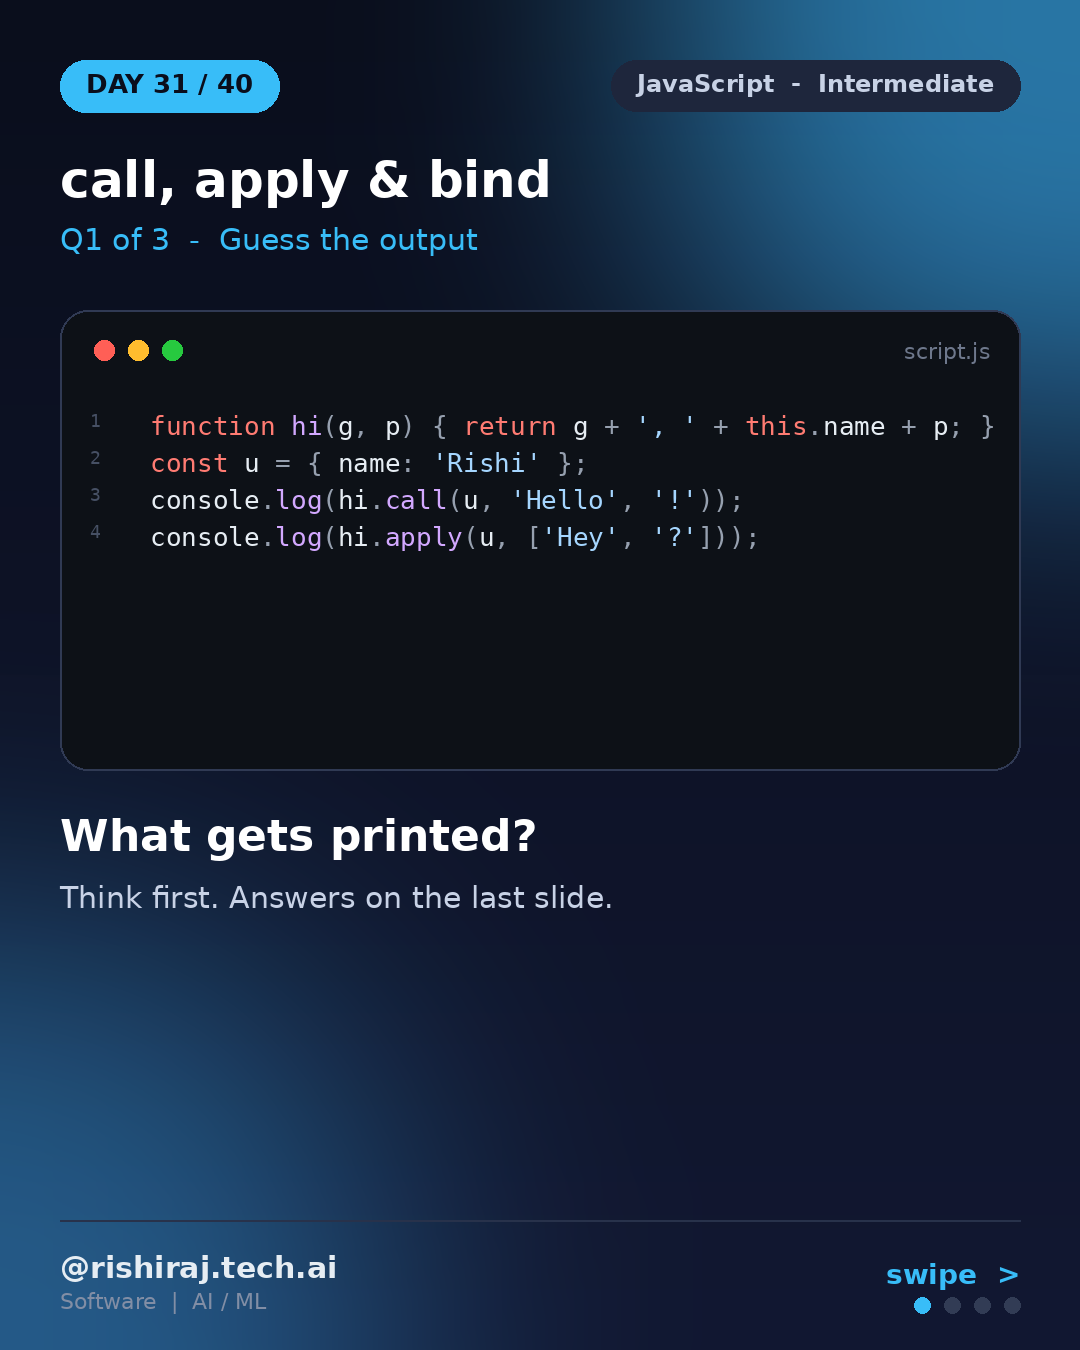 DAY 31 / 40
JavaScript - Intermediate
call, apply & bind
Q1 of 3 - Guess the output
script.js
1 function hi(g, p) { return g + ', ' + this.name + p; }
2 const u = { name: 'Rishi' };
3 console.log(hi.call(u, 'Hello', '!'));
4 console.log(hi.apply(u, ['Hey', '?']));
What gets printed?
Think first. Answers on the last slide.
@rishiraj.tech.ai
Software | AI / ML
swipe >